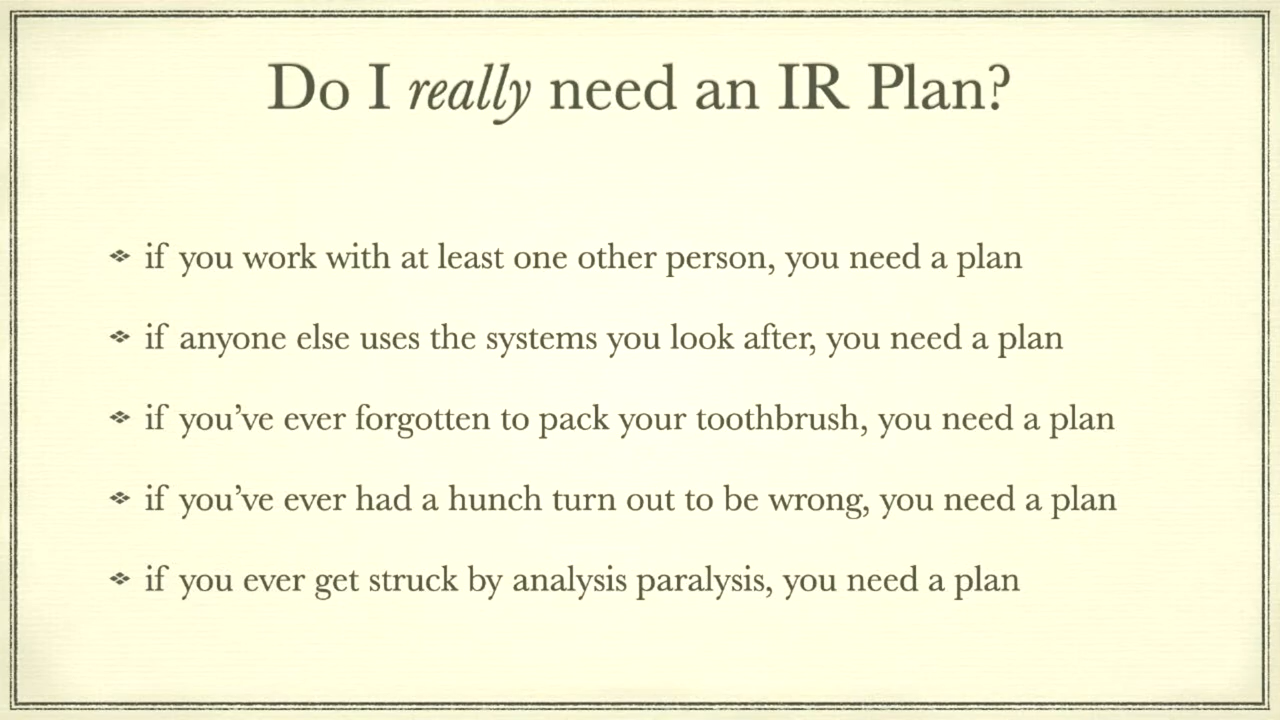 Do I really need an IR Plan?
if you work with at least one other person, you need a plan
if anyone else uses the systems you look after, you need a plan
if you’ve ever forgotten to pack your toothbrush, you need a plan
if you’ve ever had a hunch turn out to be wrong, you need a plan
if you ever get struck by analysis paralysis, you need a plan